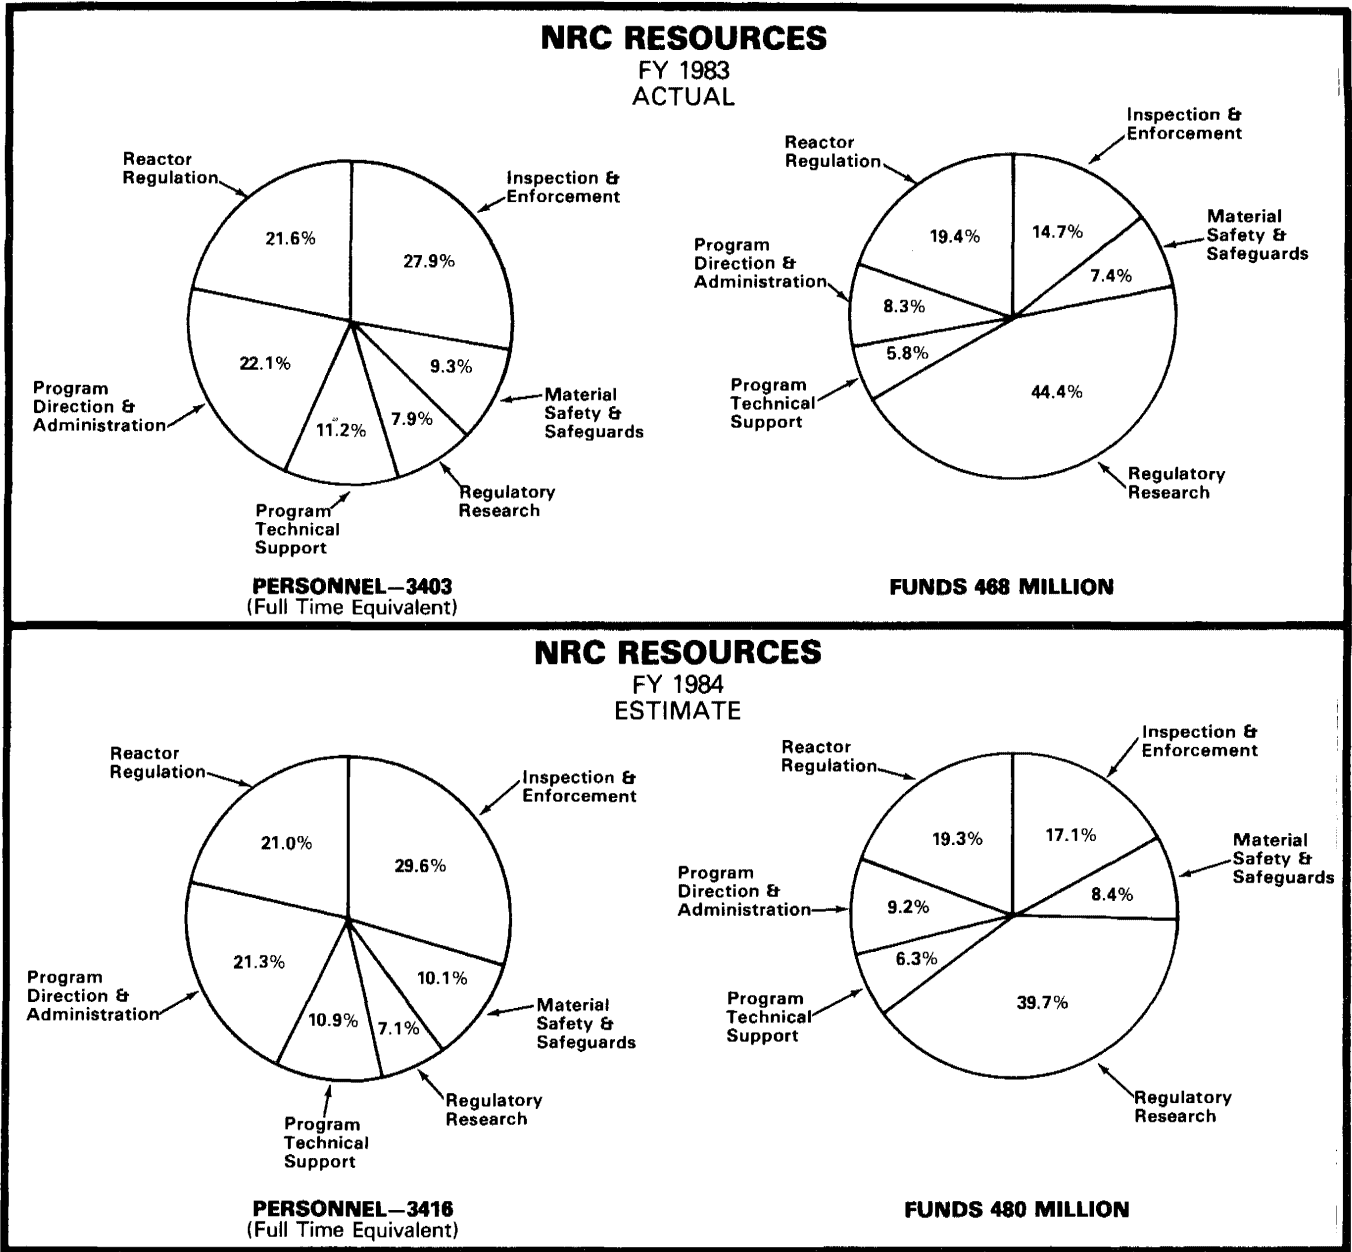 NRC RESOURCES
FY 1983
ACTUAL
Reactor
Regulation
21.6%
Inspection &
Enforcement
27.9%
9.3%
Material
Safety &
Safeguards
7.9%
Regulatory
Research
11.2%
Program
Technical
Support
22.1%
Program
Direction &
Administration
PERSONNEL—3403
(Full Time Equivalent)
Reactor
Regulation
19.4%
Inspection &
Enforcement
14.7%
Material
Safety &
Safeguards
7.4%
Program
Direction &
Administration
8.3%
5.8%
Program
Technical
Support
44.4%
Regulatory
Research
FUNDS 468 MILLION
NRC RESOURCES
FY 1984
ESTIMATE
Reactor
Regulation
21.0%
Inspection &
Enforcement
29.6%
10.1%
Material
Safety &
Safeguards
7.1%
Regulatory
Research
10.9%
Program
Technical
Support
21.3%
Program
Direction &
Administration
PERSONNEL—3416
(Full Time Equivalent)
Reactor
Regulation
19.3%
Inspection &
Enforcement
17.1%
Material
Safety &
Safeguards
8.4%
Program
Direction &
Administration
9.2%
6.3%
Program
Technical
Support
39.7%
Regulatory
Research
FUNDS 480 MILLION